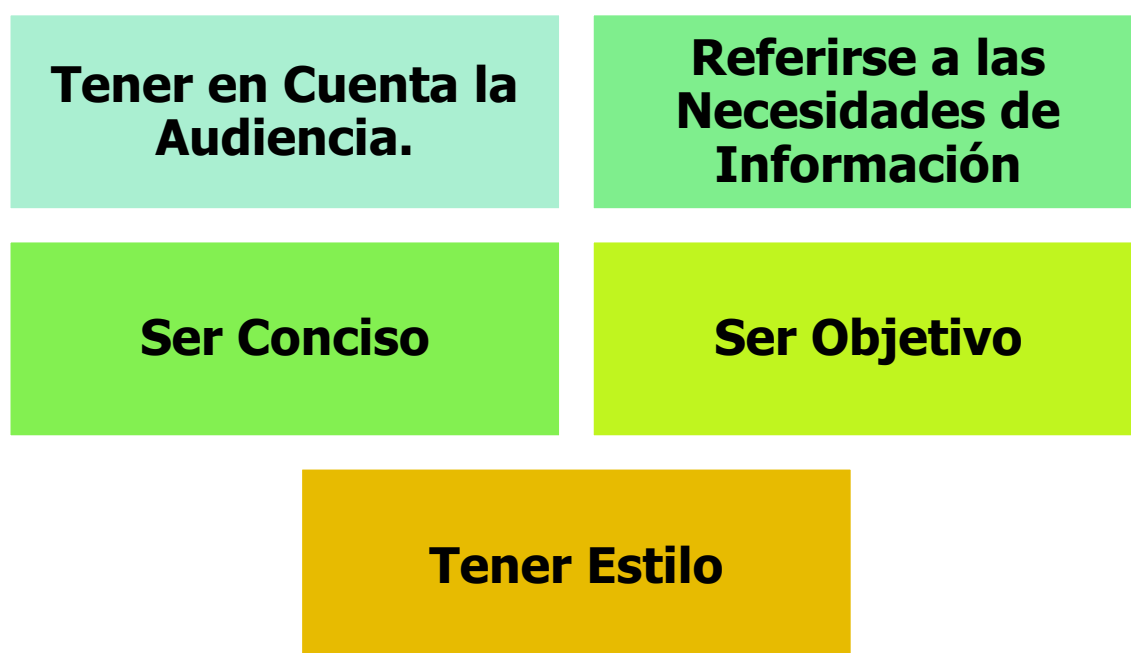 Tener en Cuenta la
Audiencia.
Referirse a las
Necesidades de
Información
Ser Conciso
Ser Objetivo
Tener Estilo